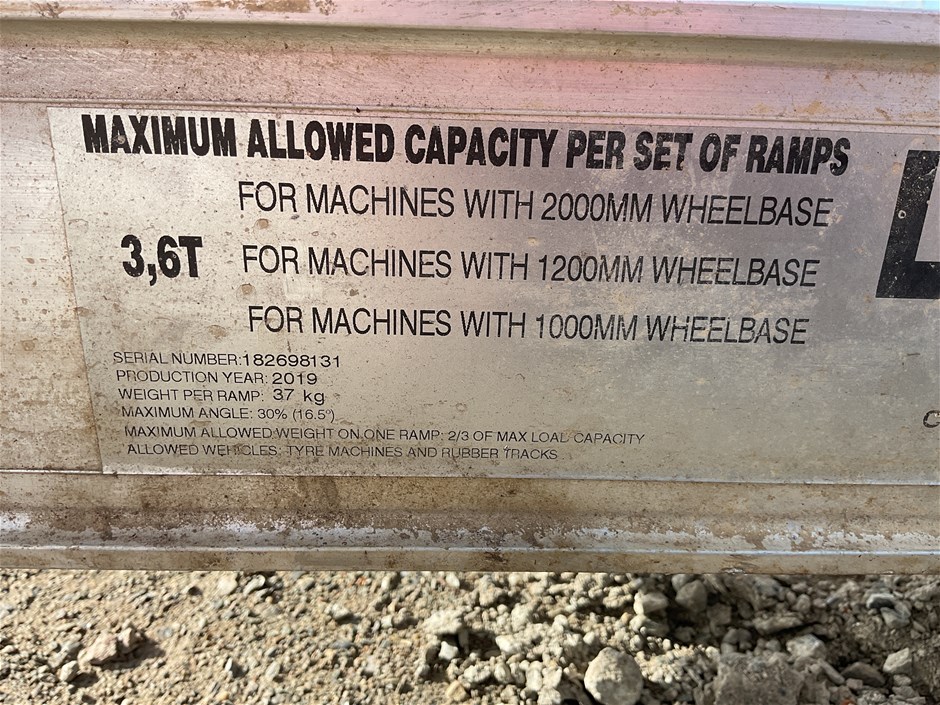 MAXIMUM ALLOWED CAPACITY PER SET OF RAMPS
FOR MACHINES WITH 2000MM WHEELBASE
3,6T FOR MACHINES WITH 1200MM WHEELBASE
FOR MACHINES WITH 1000MM WHEELBASE
SERIAL NUMBER:182698131
PRODUCTION YEAR: 2019
WEIGHT PER RAMP: 37 kg
MAXIMUM ANGLE: 30% (16.5°)
MAXIMUM ALLOWED WEIGHT ON ONE RAMP: 2/3 OF MAX LOAD CAPACITY
ALLOWED WEHICLES: TYRE MACHINES AND RUBBER TRACKS